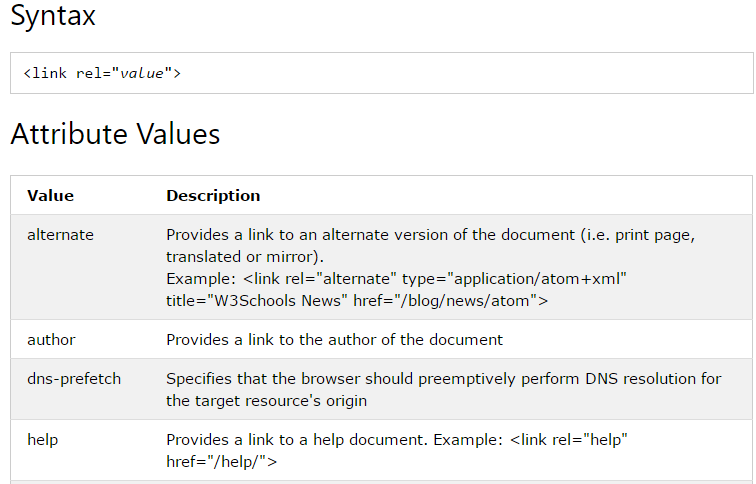 Syntax
<link rel="value">
Attribute Values
Value Description
alternate Provides a link to an alternate version of the document (i.e. print page,
translated or mirror).
Example: <link rel="alternate" type="application/atom+xml"
title="W3Schools News" href="/blog/news/atom">
author Provides a link to the author of the document
dns-prefetch Specifies that the browser should preemptively perform DNS resolution for
the target resource's origin
help Provides a link to a help document. Example: <link rel="help"
href="/help/">